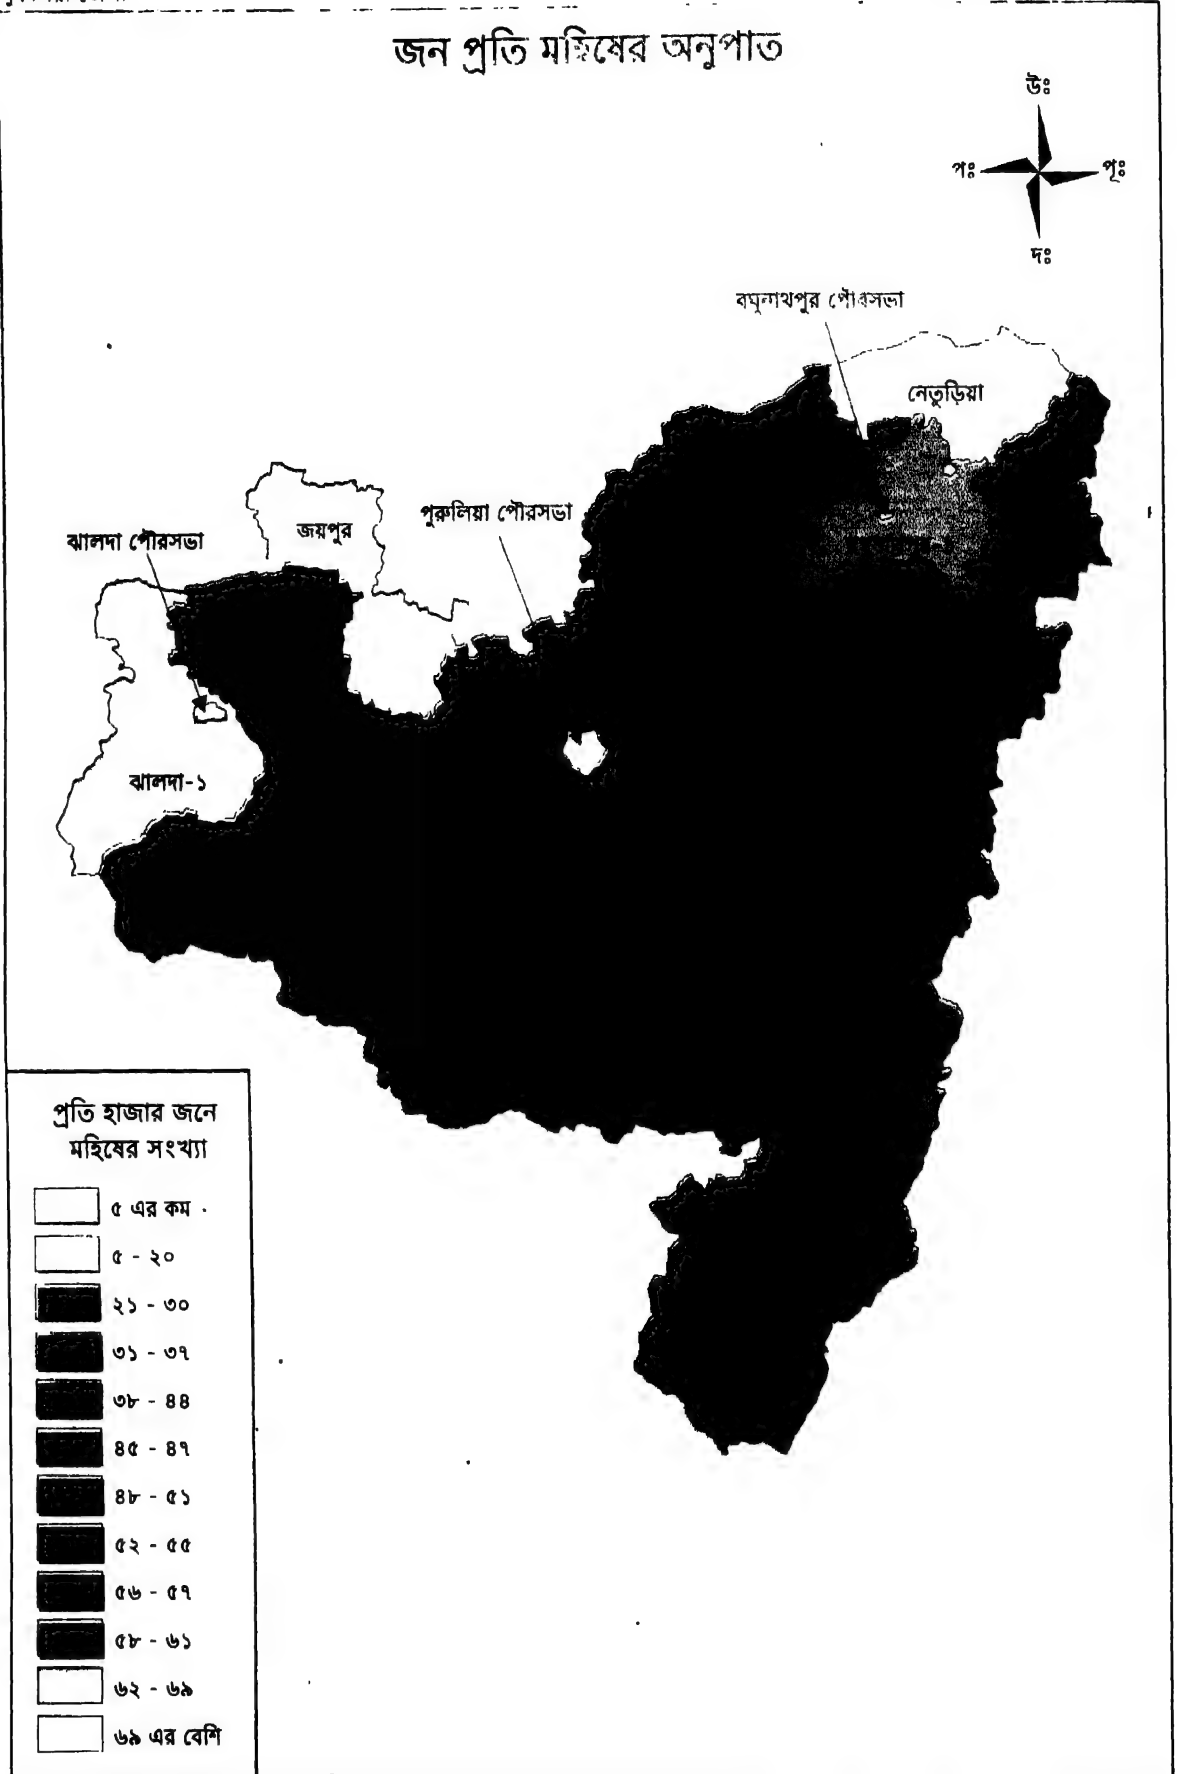 জন প্রতি মহিষের অনুপাত
উঃ
পঃ
পূঃ
দঃ
রঘুনাথপুর পৌরসভা
নেতুড়িয়া
জয়পুর
পুরুলিয়া পৌরসভা
ঝালদা পৌরসভা
ঝালদা-১
প্রতি হাজার জনে
মহিষের সংখ্যা
৫ এর কম
৫ - ২০
২১ - ৩০
৩১ - ৩৭
৩৮ - ৪৪
৪৫ - ৪৭
৪৮ - ৫১
৫২ - ৫৫
৫৬ - ৫৭
৫৮ - ৬১
৬২ - ৬৯
৬৯ এর বেশি